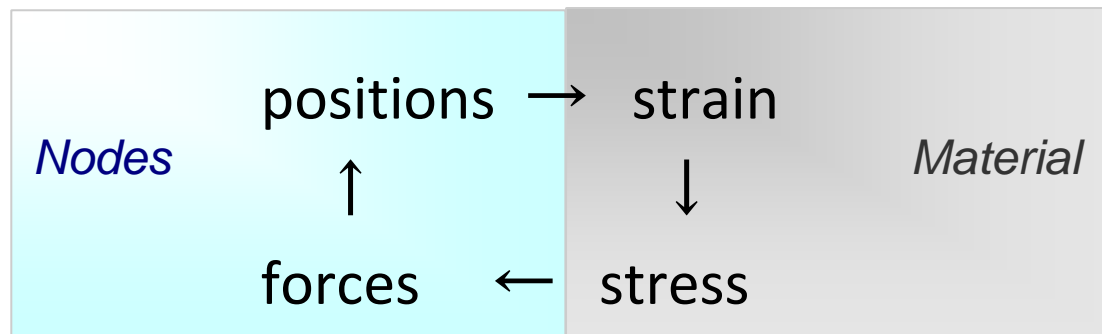 positions → strain
Nodes
Material
↑ ↓
forces ← stress